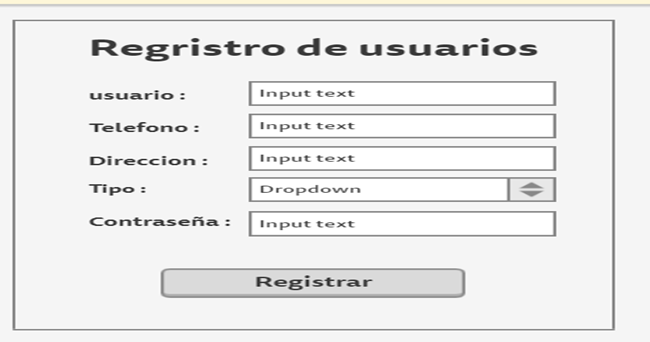 Regristro de usuarios
usuario : Input text
Telefono : Input text
Direccion : Input text
Tipo : Dropdown
Contraseña : Input text
Registrar